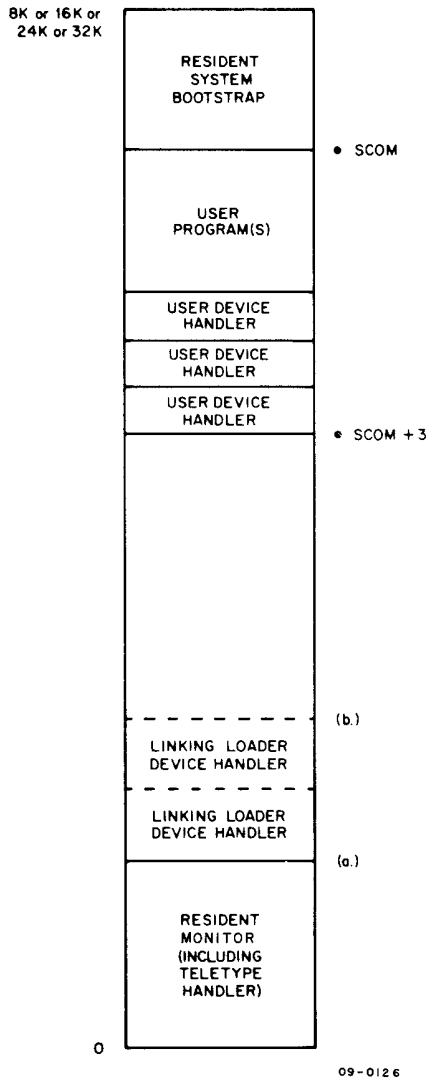 8K or 16K or
24K or 32K
RESIDENT
SYSTEM
BOOTSTRAP
• SCOM
USER
PROGRAM(S)
USER DEVICE
HANDLER
USER DEVICE
HANDLER
USER DEVICE
HANDLER
• SCOM + 3
(b.)
LINKING LOADER
DEVICE HANDLER
LINKING LOADER
DEVICE HANDLER
(a.)
RESIDENT
MONITOR
(INCLUDING
TELETYPE
HANDLER)
0
09-0126